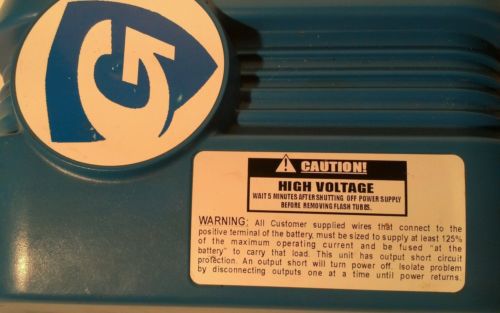 G
CAUTION!
HIGH VOLTAGE
WAIT 5 MINUTES AFTER SHUTTING OFF POWER SUPPLY
BEFORE REMOVING FLASH TUBES.
WARNING: All Customer supplied wires that connect to the
positive terminal of the battery, must be sized to supply at least 125%
of the maximum operating current and be fused "at the
battery" to carry that load. This unit has output short circuit
protection. An output short will turn power off. Isolate problem
by disconnecting outputs one at a time until power returns.